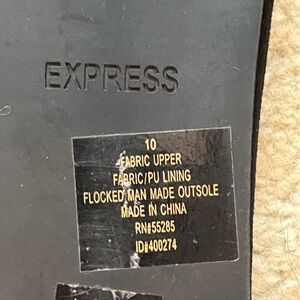 EXPRESS
10
FABRIC UPPER
FABRIC/PU LINING
FLOCKED MAN MADE OUTSOLE
MADE IN CHINA
RN#55285
ID#400274